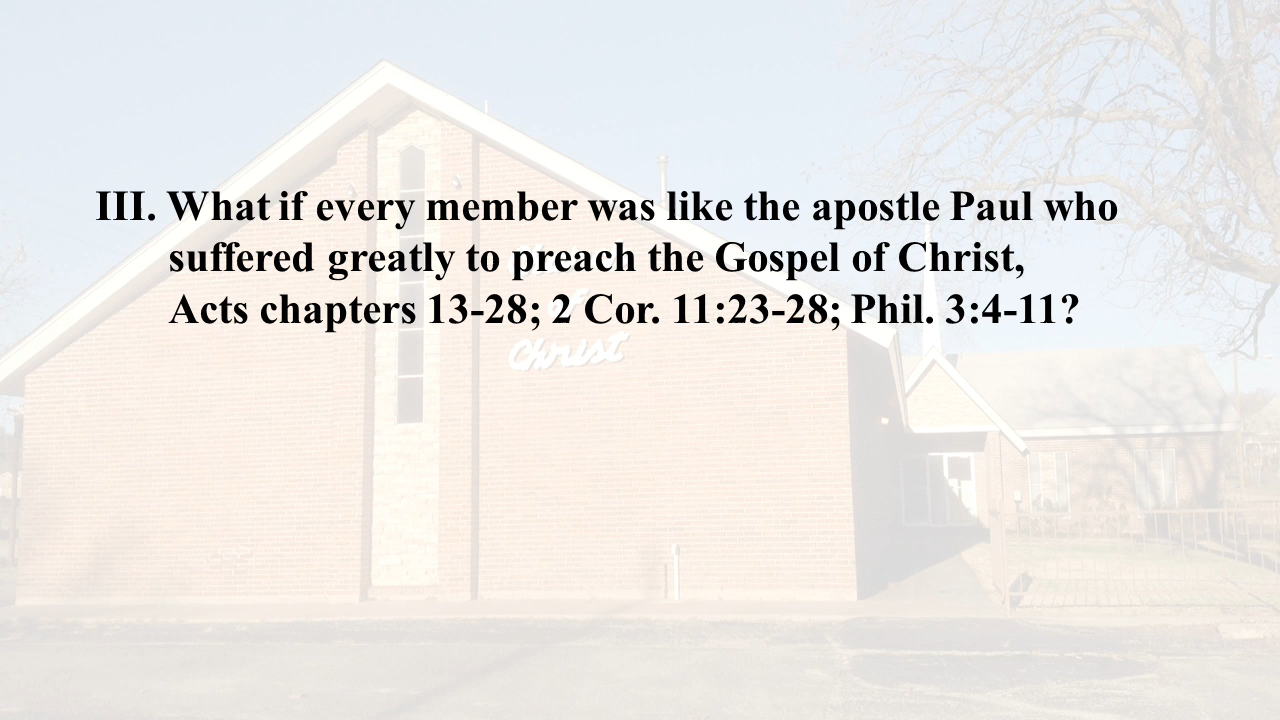 III. What if every member was like the apostle Paul who
suffered greatly to preach the Gospel of Christ,
Acts chapters 13-28; 2 Cor. 11:23-28; Phil. 3:4-11?
Christ